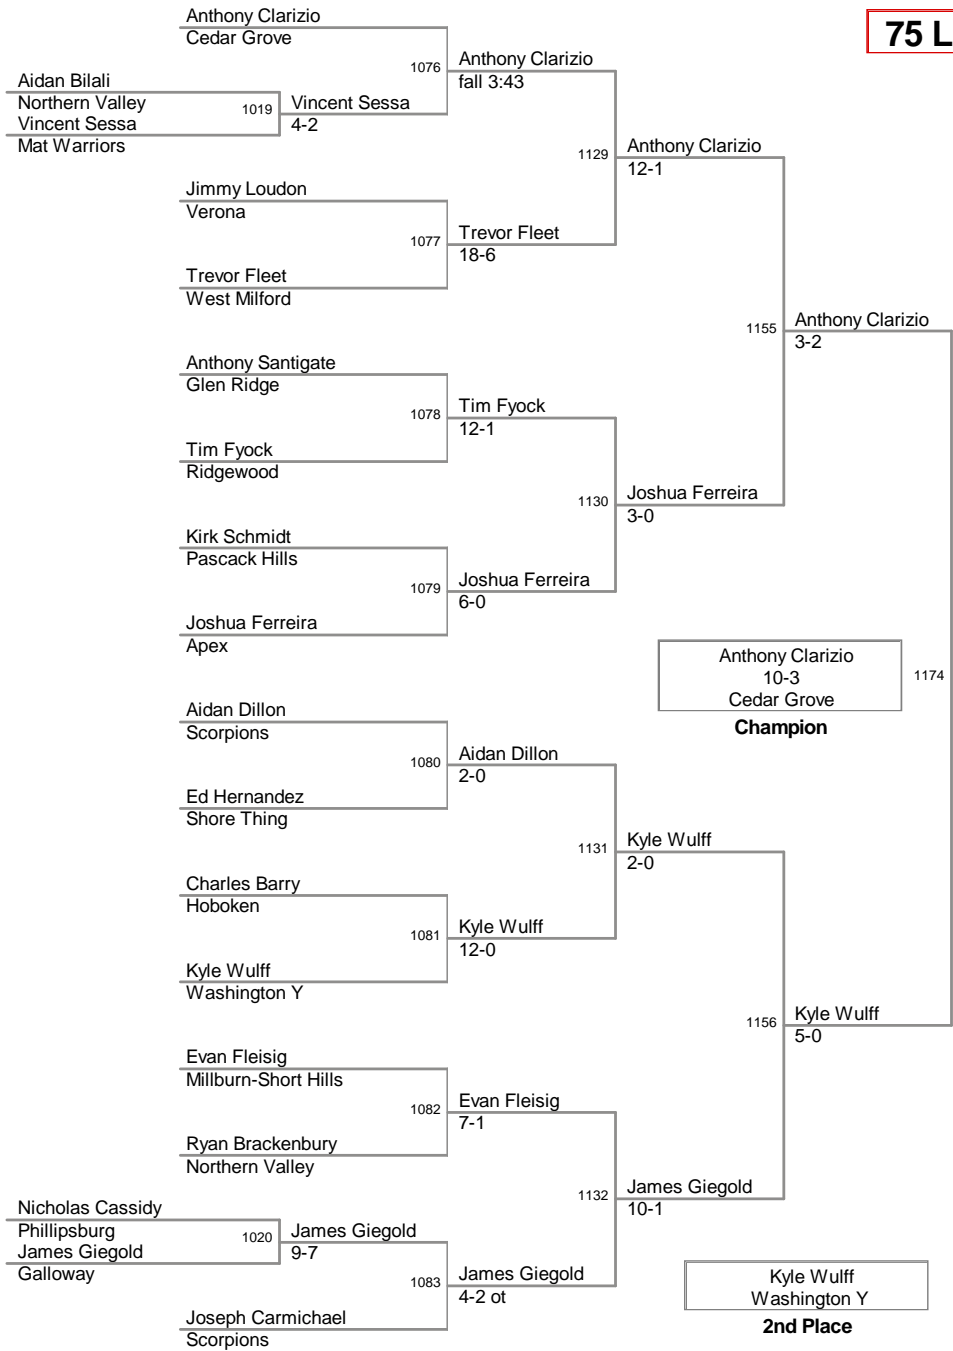 Anthony Clarizio
Cedar Grove
75 L
1076
Anthony Clarizio
fall 3:43
Aidan Bilali
Northern Valley
1019
Vincent Sessa
4-2
Vincent Sessa
Mat Warriors
1129
Anthony Clarizio
12-1
Jimmy Loudon
Verona
1077
Trevor Fleet
18-6
Trevor Fleet
West Milford
1155
Anthony Clarizio
3-2
Anthony Santigate
Glen Ridge
1078
Tim Fyock
12-1
Tim Fyock
Ridgewood
1130
Joshua Ferreira
3-0
Kirk Schmidt
Pascack Hills
1079
Joshua Ferreira
6-0
Joshua Ferreira
Apex
Anthony Clarizio
10-3
Cedar Grove
1174
Champion
Aidan Dillon
Scorpions
1080
Aidan Dillon
2-0
Ed Hernandez
Shore Thing
1131
Kyle Wulff
2-0
Charles Barry
Hoboken
1081
Kyle Wulff
12-0
Kyle Wulff
Washington Y
1156
Kyle Wulff
5-0
Evan Fleisig
Millburn-Short Hills
1082
Evan Fleisig
7-1
Ryan Brackenbury
Northern Valley
1132
James Giegold
10-1
Nicholas Cassidy
Phillipsburg
1020
James Giegold
9-7
James Giegold
Galloway
1083
James Giegold
4-2 ot
Joseph Carmichael
Scorpions
Kyle Wulff
Washington Y
2nd Place